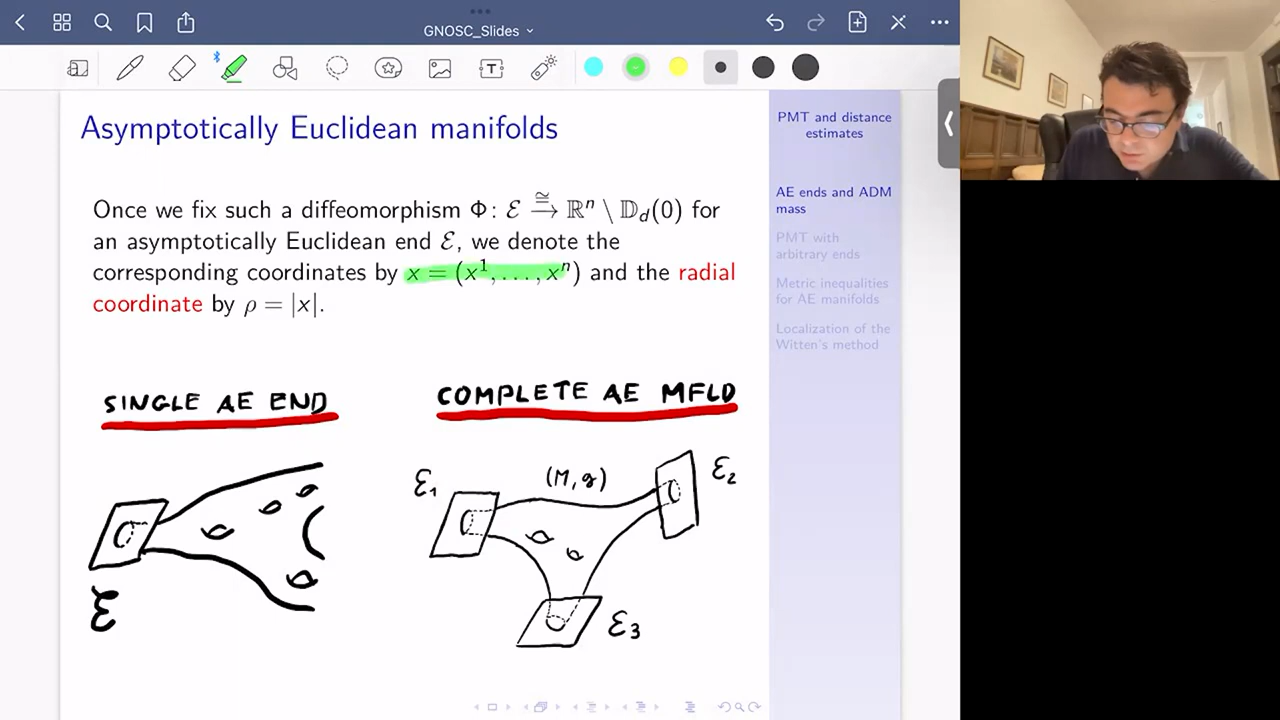 GNOSC_Slides
Asymptotically Euclidean manifolds
Once we fix such a diffeomorphism Φ: ℰ ≅→ ℝⁿ \ 𝔻_d(0) for
an asymptotically Euclidean end ℰ, we denote the
corresponding coordinates by x = (x¹, . . . , xⁿ) and the radial
coordinate by ρ = |x|.
SINGLE AE END
ℰ
COMPLETE AE MFLD
ℰ₁
(M, g)
ℰ₂
ℰ₃
PMT and distance
estimates
AE ends and ADM
mass
PMT with
arbitrary ends
Metric inequalities
for AE manifolds
Localization of the
Witten's method